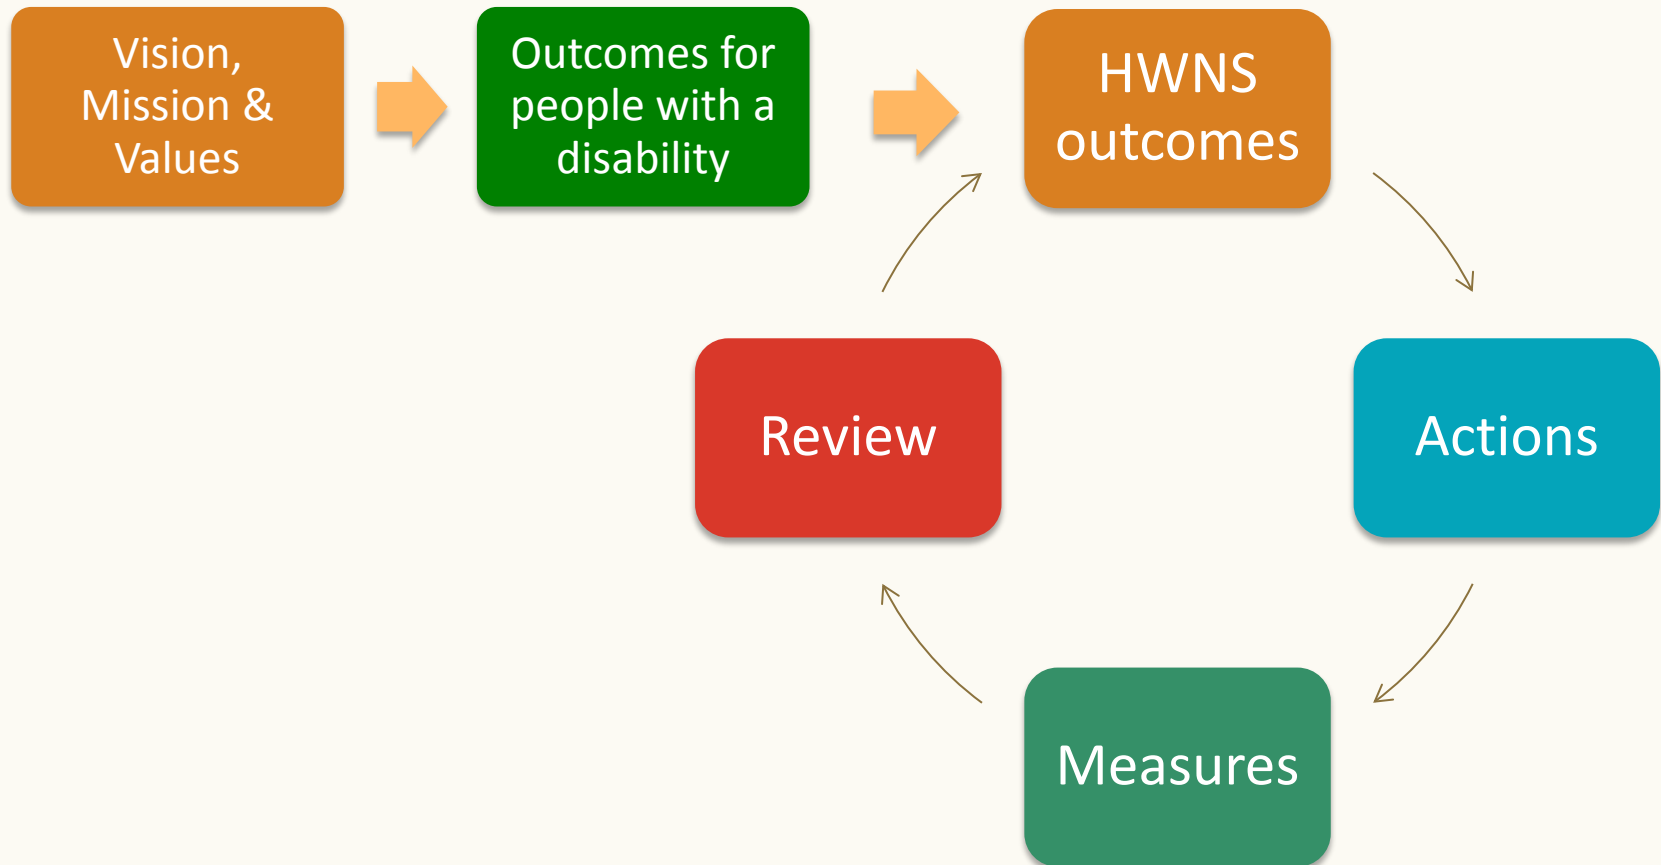 Vision,
Mission &
Values
Outcomes for
people with a
disability
HWNS
outcomes
Review
Actions
Measures